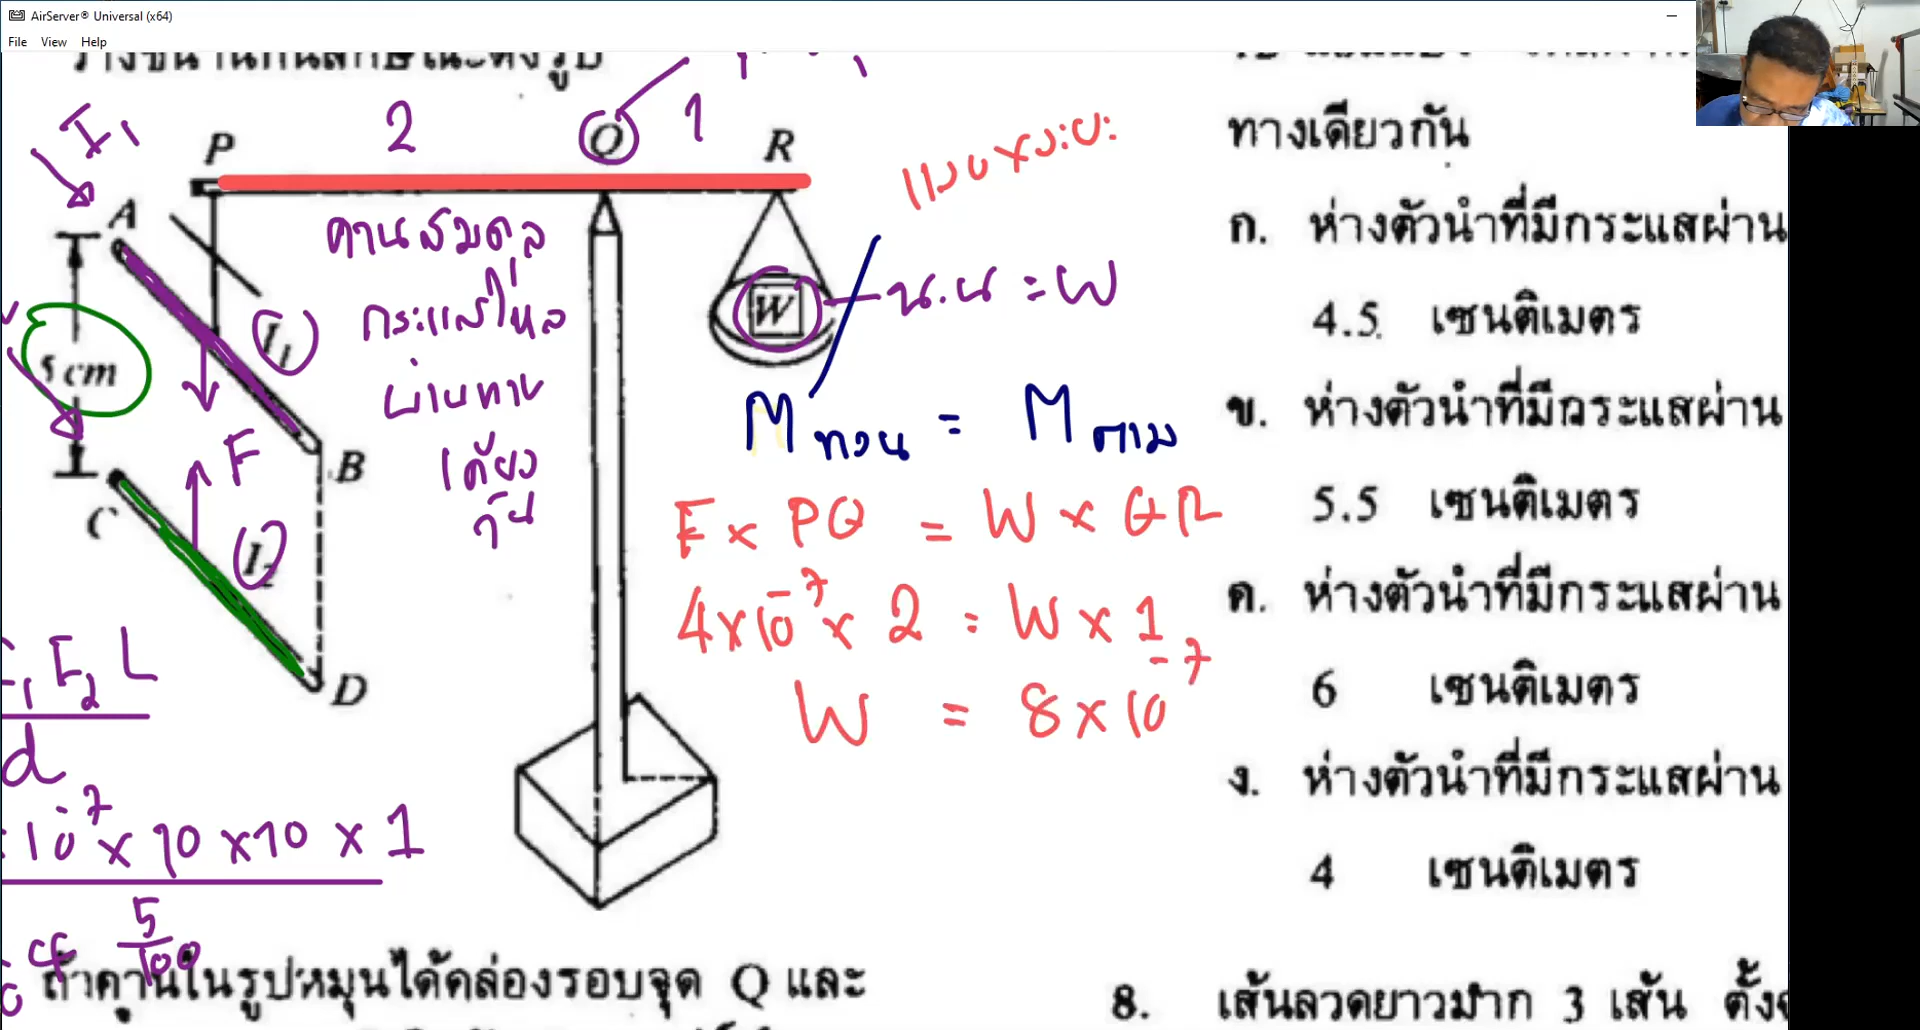 AirServer® Universal (x64)
File View Help
2
Q
1
I₁
P
R
แรง x ระยะ
A
คานสมดุล
W
น.น = W
I₁
กระแสไหล
5 cm
ผ่านทาง
M ทวน = M ตาม
F
B
เดียว
กัน
C
F x PQ = W x QR
I₂
4x10⁻⁷ x 2 = W x 1
L
D
W = 8x10⁻⁷
d
10⁻⁷ x 10 x 10 x 1
5
100
ถ้าคานในรูปหมุนได้คล่องรอบจุด Q และ
ทางเดียวกัน
ก. ห่างตัวนำที่มีกระแสผ่าน
4.5 เซนติเมตร
ข. ห่างตัวนำที่มีกระแสผ่าน
5.5 เซนติเมตร
ค. ห่างตัวนำที่มีกระแสผ่าน
6 เซนติเมตร
ง. ห่างตัวนำที่มีกระแสผ่าน
4 เซนติเมตร
8. เส้นลวดยาวมาก 3 เส้น